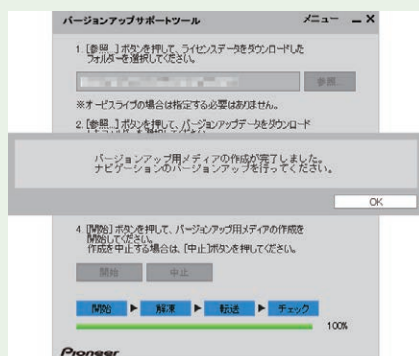 バージョンアップサポートツール
メニュー
1. [参照...] ボタンを押して、ライセンスデータをダウンロードした
フォルダーを選択してください。
参照...
※オービスライブの場合は指定する必要はありません。
2. [参照...] ボタンを押して、バージョンアップデータをダウンロード
バージョンアップ用メディアの作成が完了しました。
ナビゲーションのバージョンアップを行ってください。
OK
4. [開始] ボタンを押して、バージョンアップ用メディアの作成を
開始してください。
作成を中止する場合は、[中止]ボタンを押してください。
開始 中止
開始 ▶ 解凍 ▶ 転送 ▶ チェック
100%
Pioneer